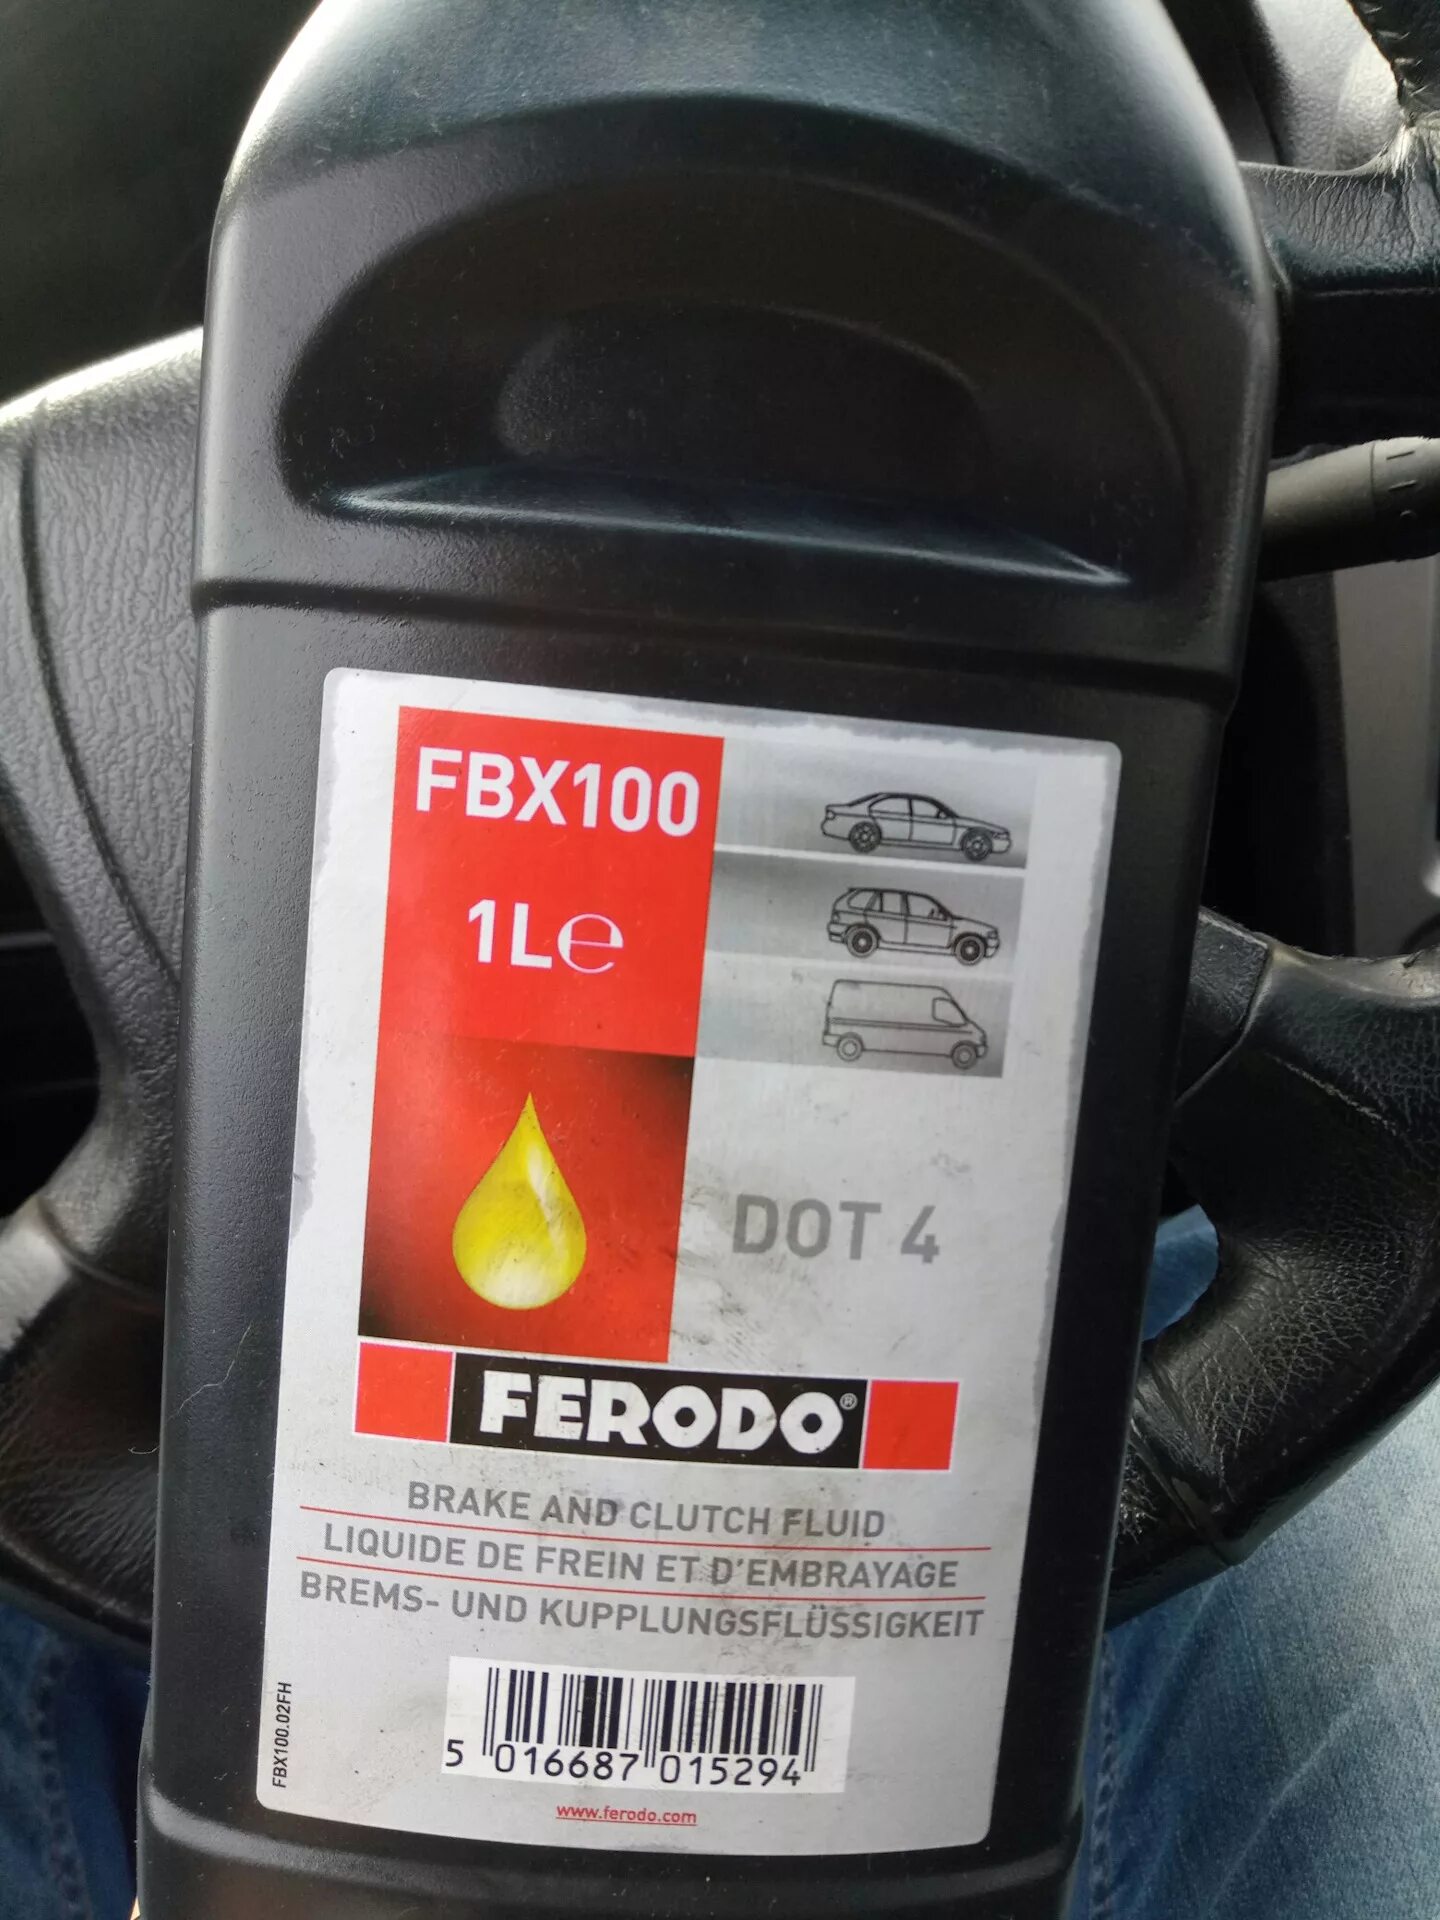 FBX100
1L℮
DOT 4
FERODO®
BRAKE AND CLUTCH FLUID
LIQUIDE DE FREIN ET D'EMBRAYAGE
BREMS- UND KUPPLUNGSFLÜSSIGKEIT
FBX100.02FH
5 016687 015294
www.ferodo.com